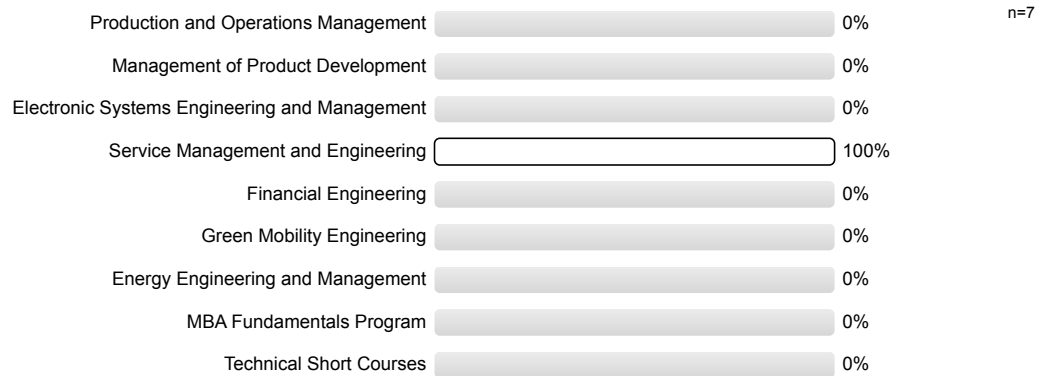 Production and Operations Management 0% n=7
Management of Product Development 0%
Electronic Systems Engineering and Management 0%
Service Management and Engineering 100%
Financial Engineering 0%
Green Mobility Engineering 0%
Energy Engineering and Management 0%
MBA Fundamentals Program 0%
Technical Short Courses 0%